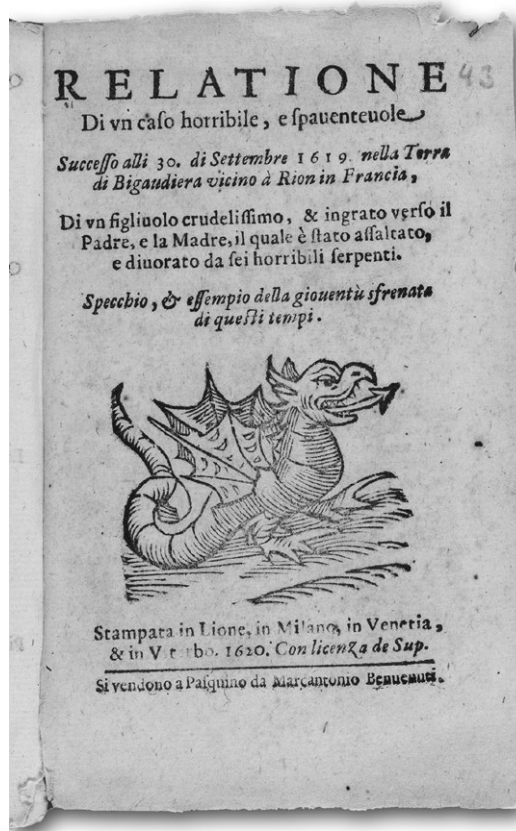 RELATIONE 43
Di vn caſo horribile, e ſpauenteuole
Succeſſo alli 30. di Settembre 1619. nella Terra
di Bigaudiera vicino à Rion in Francia,
Di vn figliuolo crudeliſſimo, & ingrato verſo il
Padre, e la Madre, il quale è ſtato aſſaltato,
e diuorato da ſei horribili ſerpenti.
Specchio, & eſſempio della giouentù sfrenata
di queſti tempi.
Stampata in Lione, in Milano, in Venetia,
& in Viterbo. 1620. Con licenza de Sup.
Si vendono a Paſquino da Marcantonio Benuenuti.